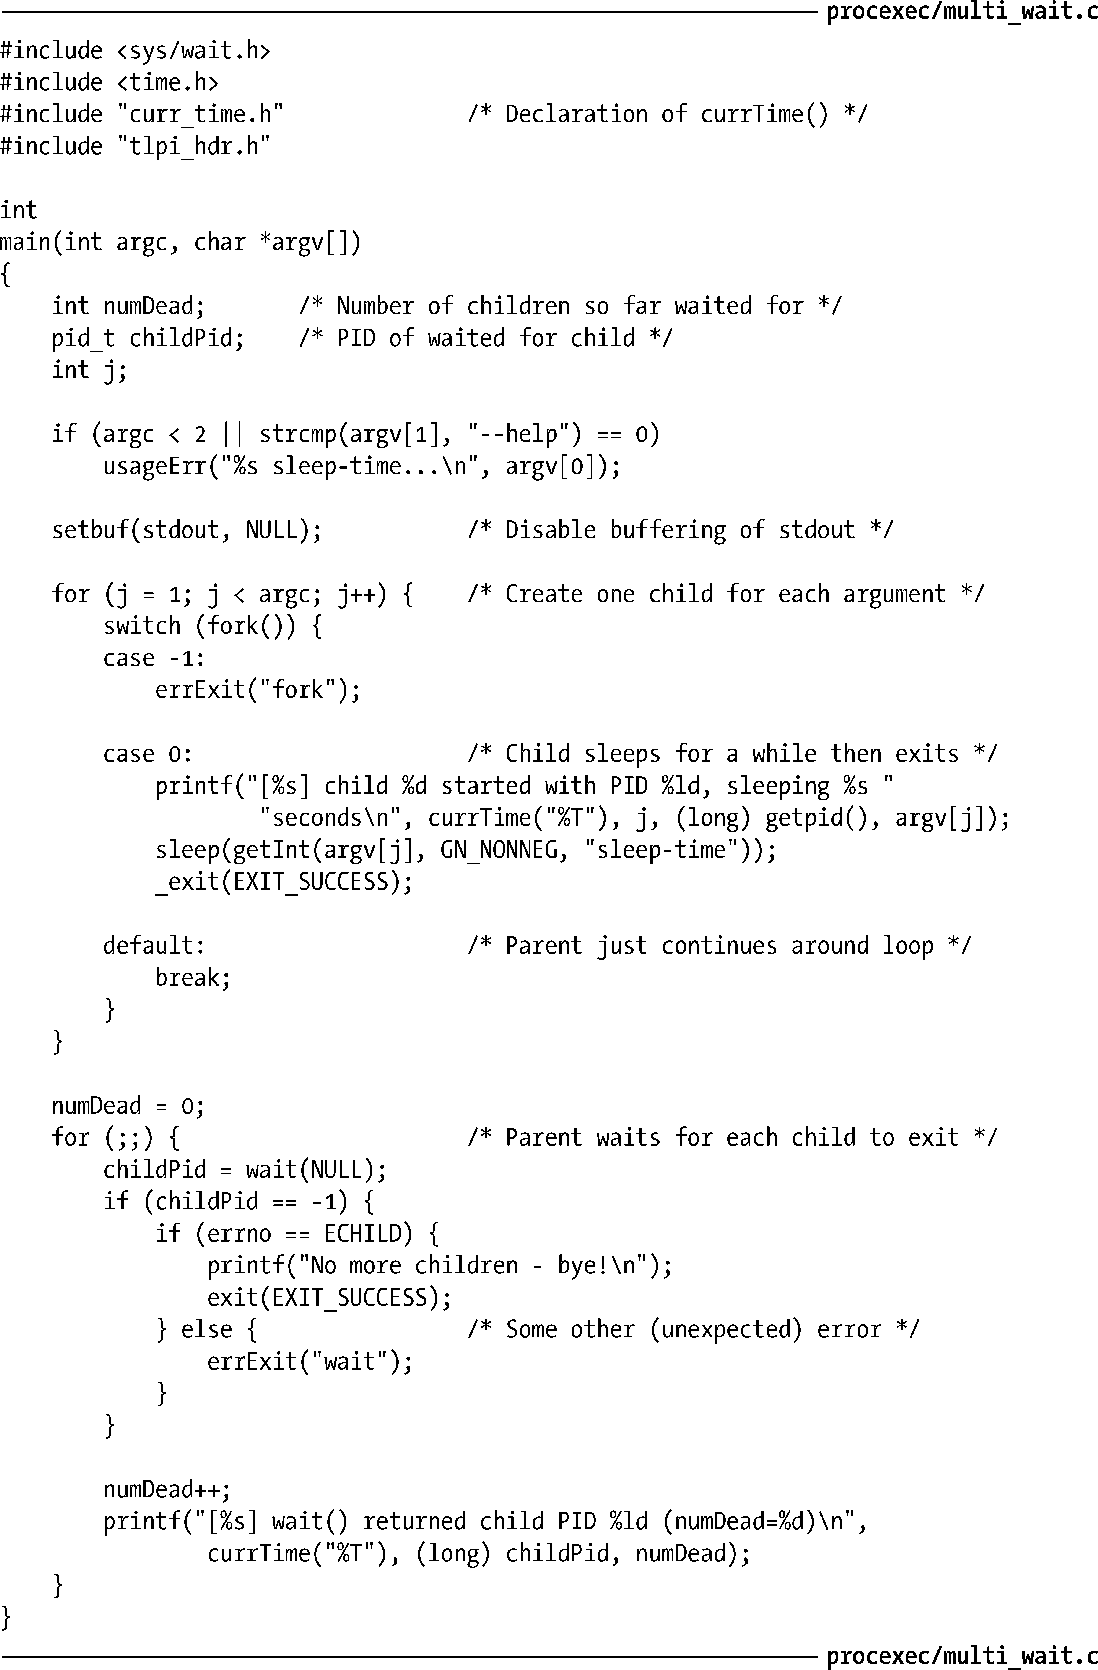 procexec/multi_wait.c
#include <sys/wait.h>
#include <time.h>
#include "curr_time.h"              /* Declaration of currTime() */
#include "tlpi_hdr.h"

int
main(int argc, char *argv[])
{
    int numDead;       /* Number of children so far waited for */
    pid_t childPid;    /* PID of waited for child */
    int j;

    if (argc < 2 || strcmp(argv[1], "--help") == 0)
        usageErr("%s sleep-time...\n", argv[0]);

    setbuf(stdout, NULL);           /* Disable buffering of stdout */

    for (j = 1; j < argc; j++) {    /* Create one child for each argument */
        switch (fork()) {
        case -1:
            errExit("fork");

        case 0:                     /* Child sleeps for a while then exits */
            printf("[%s] child %d started with PID %ld, sleeping %s "
                    "seconds\n", currTime("%T"), j, (long) getpid(), argv[j]);
            sleep(getInt(argv[j], GN_NONNEG, "sleep-time"));
            _exit(EXIT_SUCCESS);

        default:                    /* Parent just continues around loop */
            break;
        }
    }

    numDead = 0;
    for (;;) {                      /* Parent waits for each child to exit */
        childPid = wait(NULL);
        if (childPid == -1) {
            if (errno == ECHILD) {
                printf("No more children - bye!\n");
                exit(EXIT_SUCCESS);
            } else {                /* Some other (unexpected) error */
                errExit("wait");
            }
        }

        numDead++;
        printf("[%s] wait() returned child PID %ld (numDead=%d)\n",
                currTime("%T"), (long) childPid, numDead);
    }
}
procexec/multi_wait.c